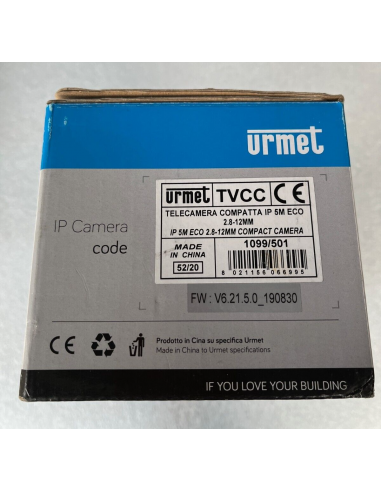 urmet
urmet TVCC CE
TELECAMERA COMPATTA IP 5M ECO
2.8-12MM
IP 5M ECO 2.8-12MM COMPACT CAMERA
MADE
IN CHINA
1099/501
52/20
8 021156 066995
IP Camera
code
FW : V6.21.5.0_190830
CE
Prodotto in Cina su specifica Urmet
Made in China to Urmet specifications
IF YOU LOVE YOUR BUILDING